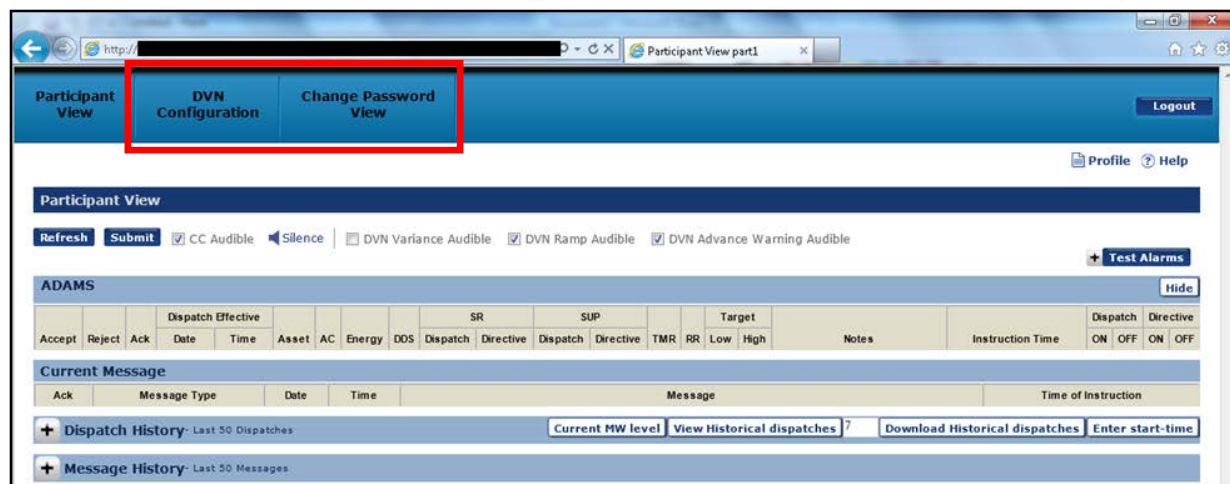 http://
Participant View part1
Participant View
DVN Configuration
Change Password View
Logout
Profile Help
Participant View
Refresh Submit CC Audible Silence DVN Variance Audible DVN Ramp Audible DVN Advance Warning Audible
+ Test Alarms
ADAMS Hide
Dispatch Effective SR SUP Target Dispatch Directive
Accept Reject Ack Date Time Asset AC Energy DDS Dispatch Directive Dispatch Directive TMR RR Low High Notes Instruction Time ON OFF ON OFF
Current Message
Ack Message Type Date Time Message Time of Instruction
+ Dispatch History- Last 50 Dispatches Current MW level View Historical dispatches 7 Download Historical dispatches Enter start-time
+ Message History- Last 50 Messages